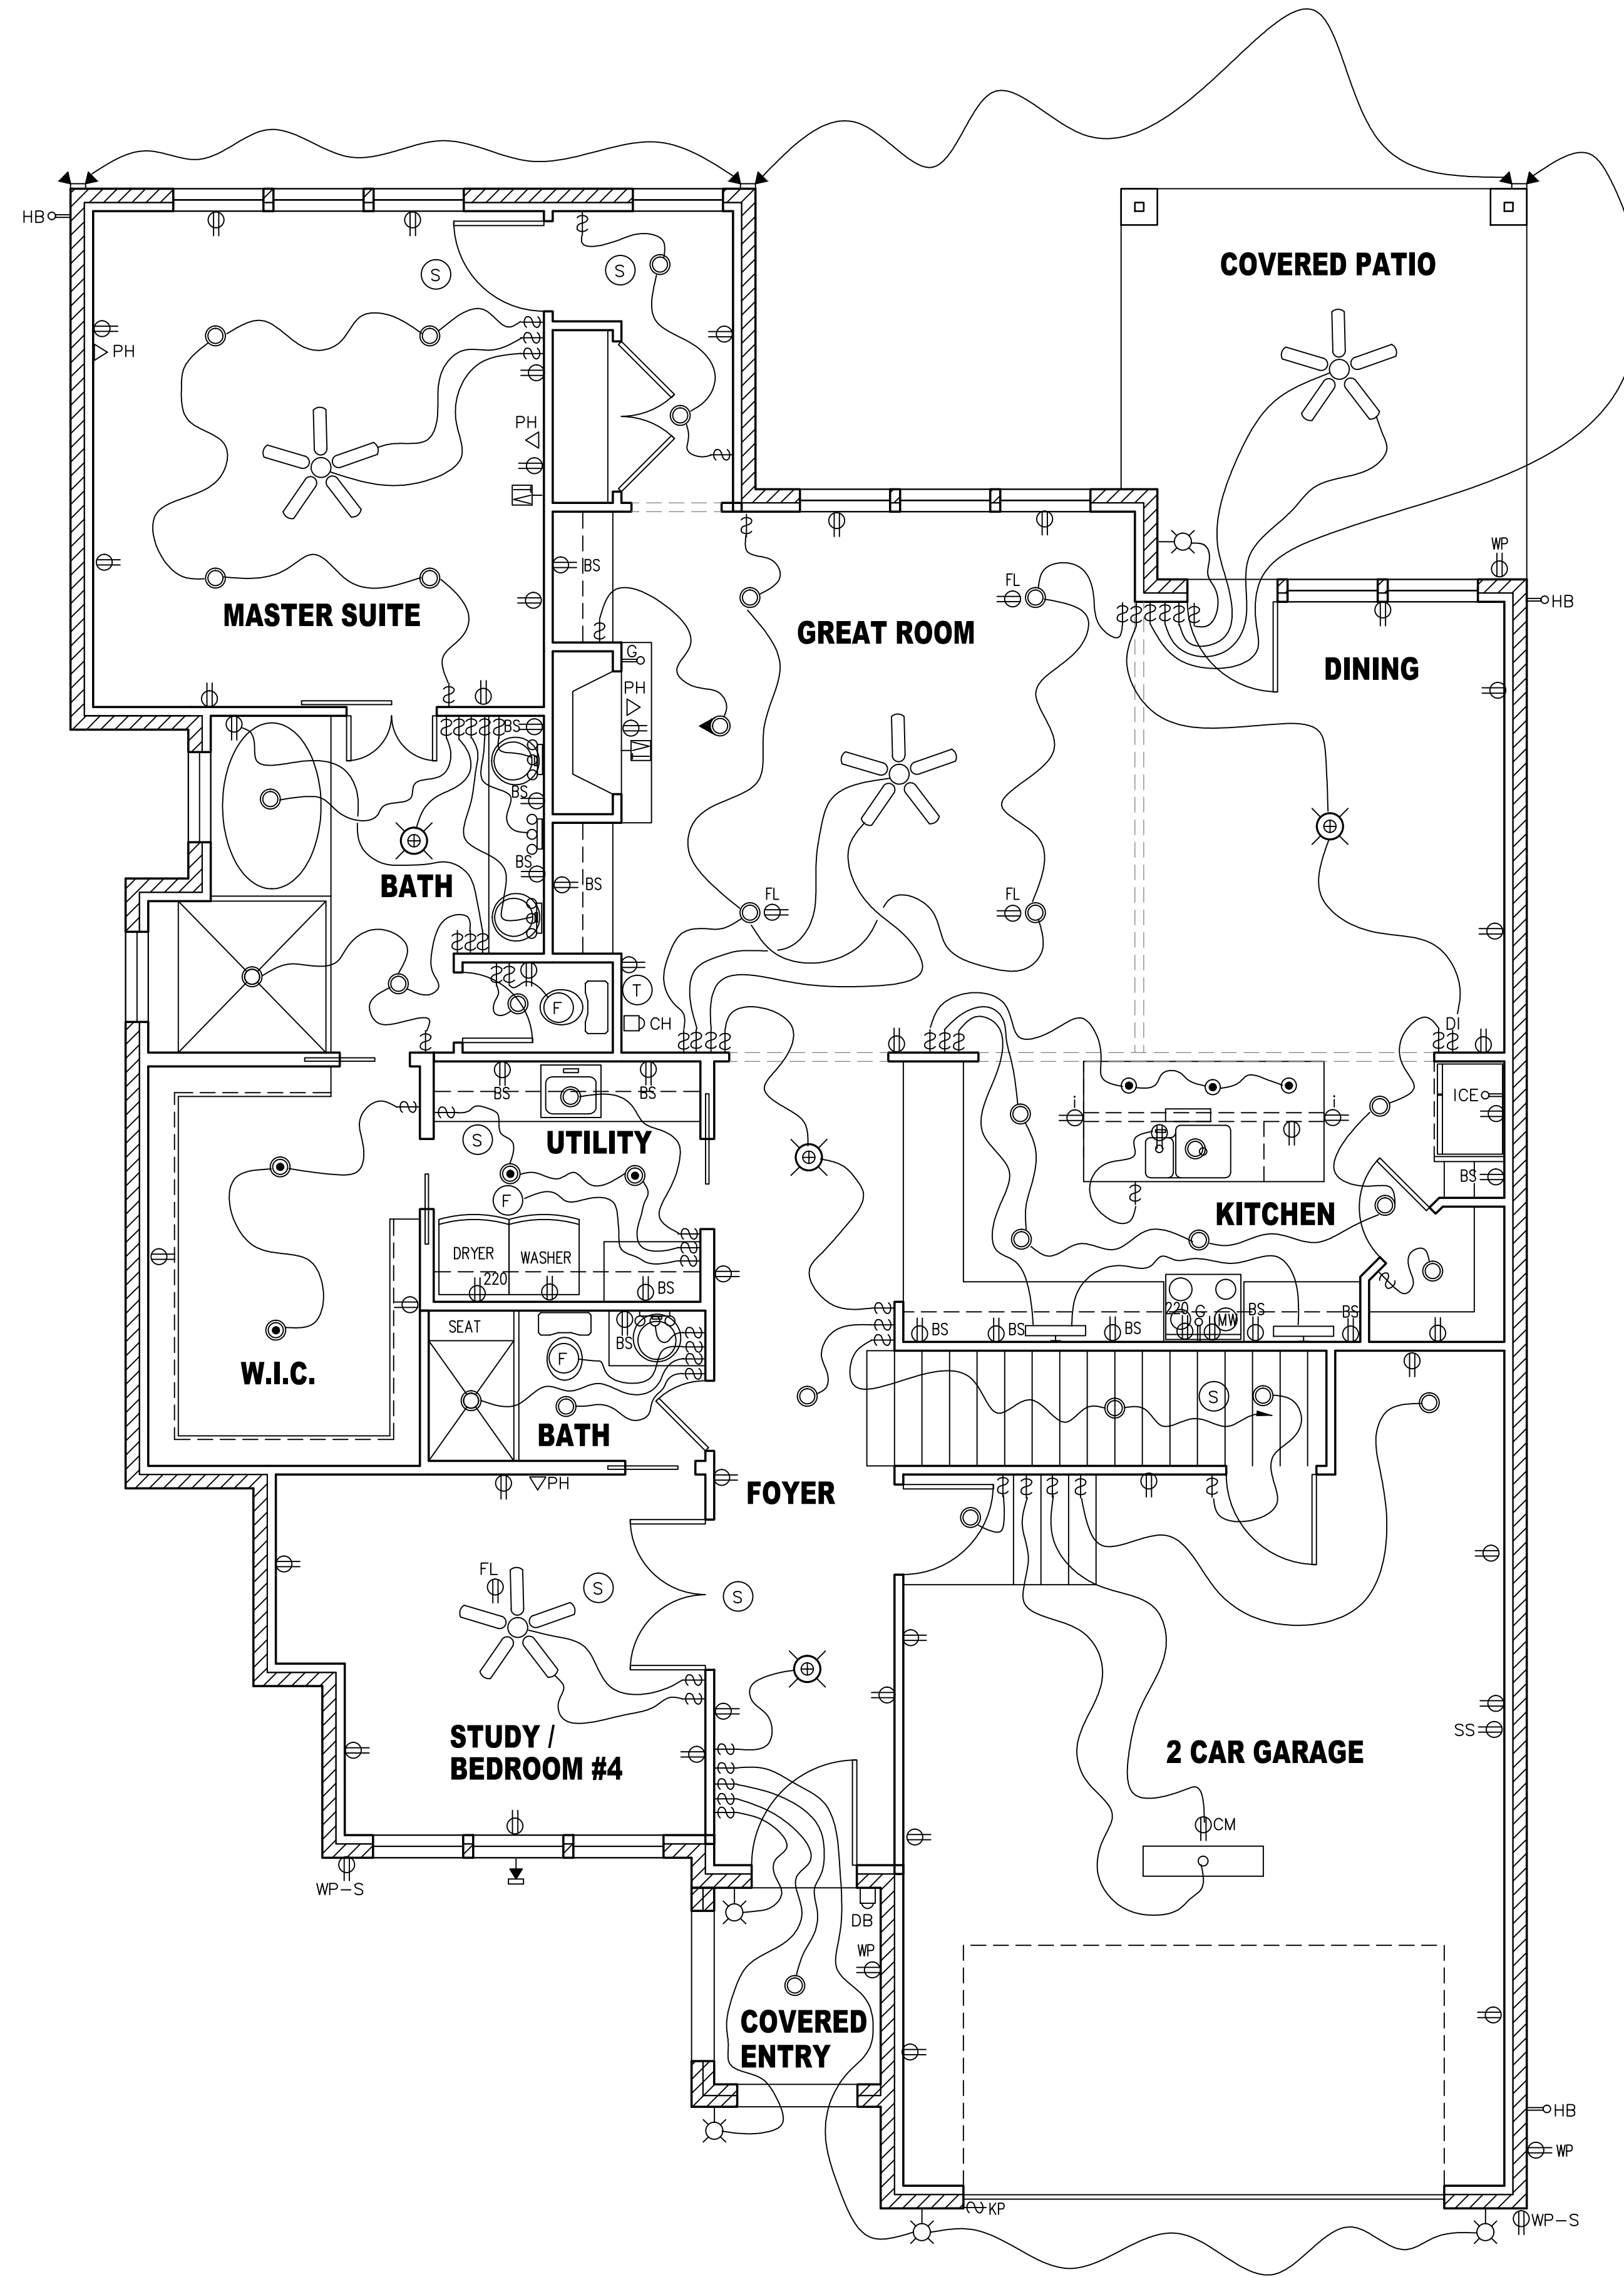 HB
COVERED PATIO
S
S
PH
PH
WP
BS
FL
HB
MASTER SUITE
GREAT ROOM
G
DINING
PH
BS
BS
BS
BATH
BS
FL
FL
F
T
CH
DI
BS
BS
ICE
i
i
S
UTILITY
BS
F
KITCHEN
DRYER
WASHER
220
BS
SEAT
BS
BS
BS
BS
220
G
MW
BS
BS
F
W.I.C.
S
BATH
PH
FOYER
FL
S
S
SS
STUDY /
BEDROOM #4
2 CAR GARAGE
CM
WP-S
DB
WP
COVERED
ENTRY
HB
WP
KP
WP-S